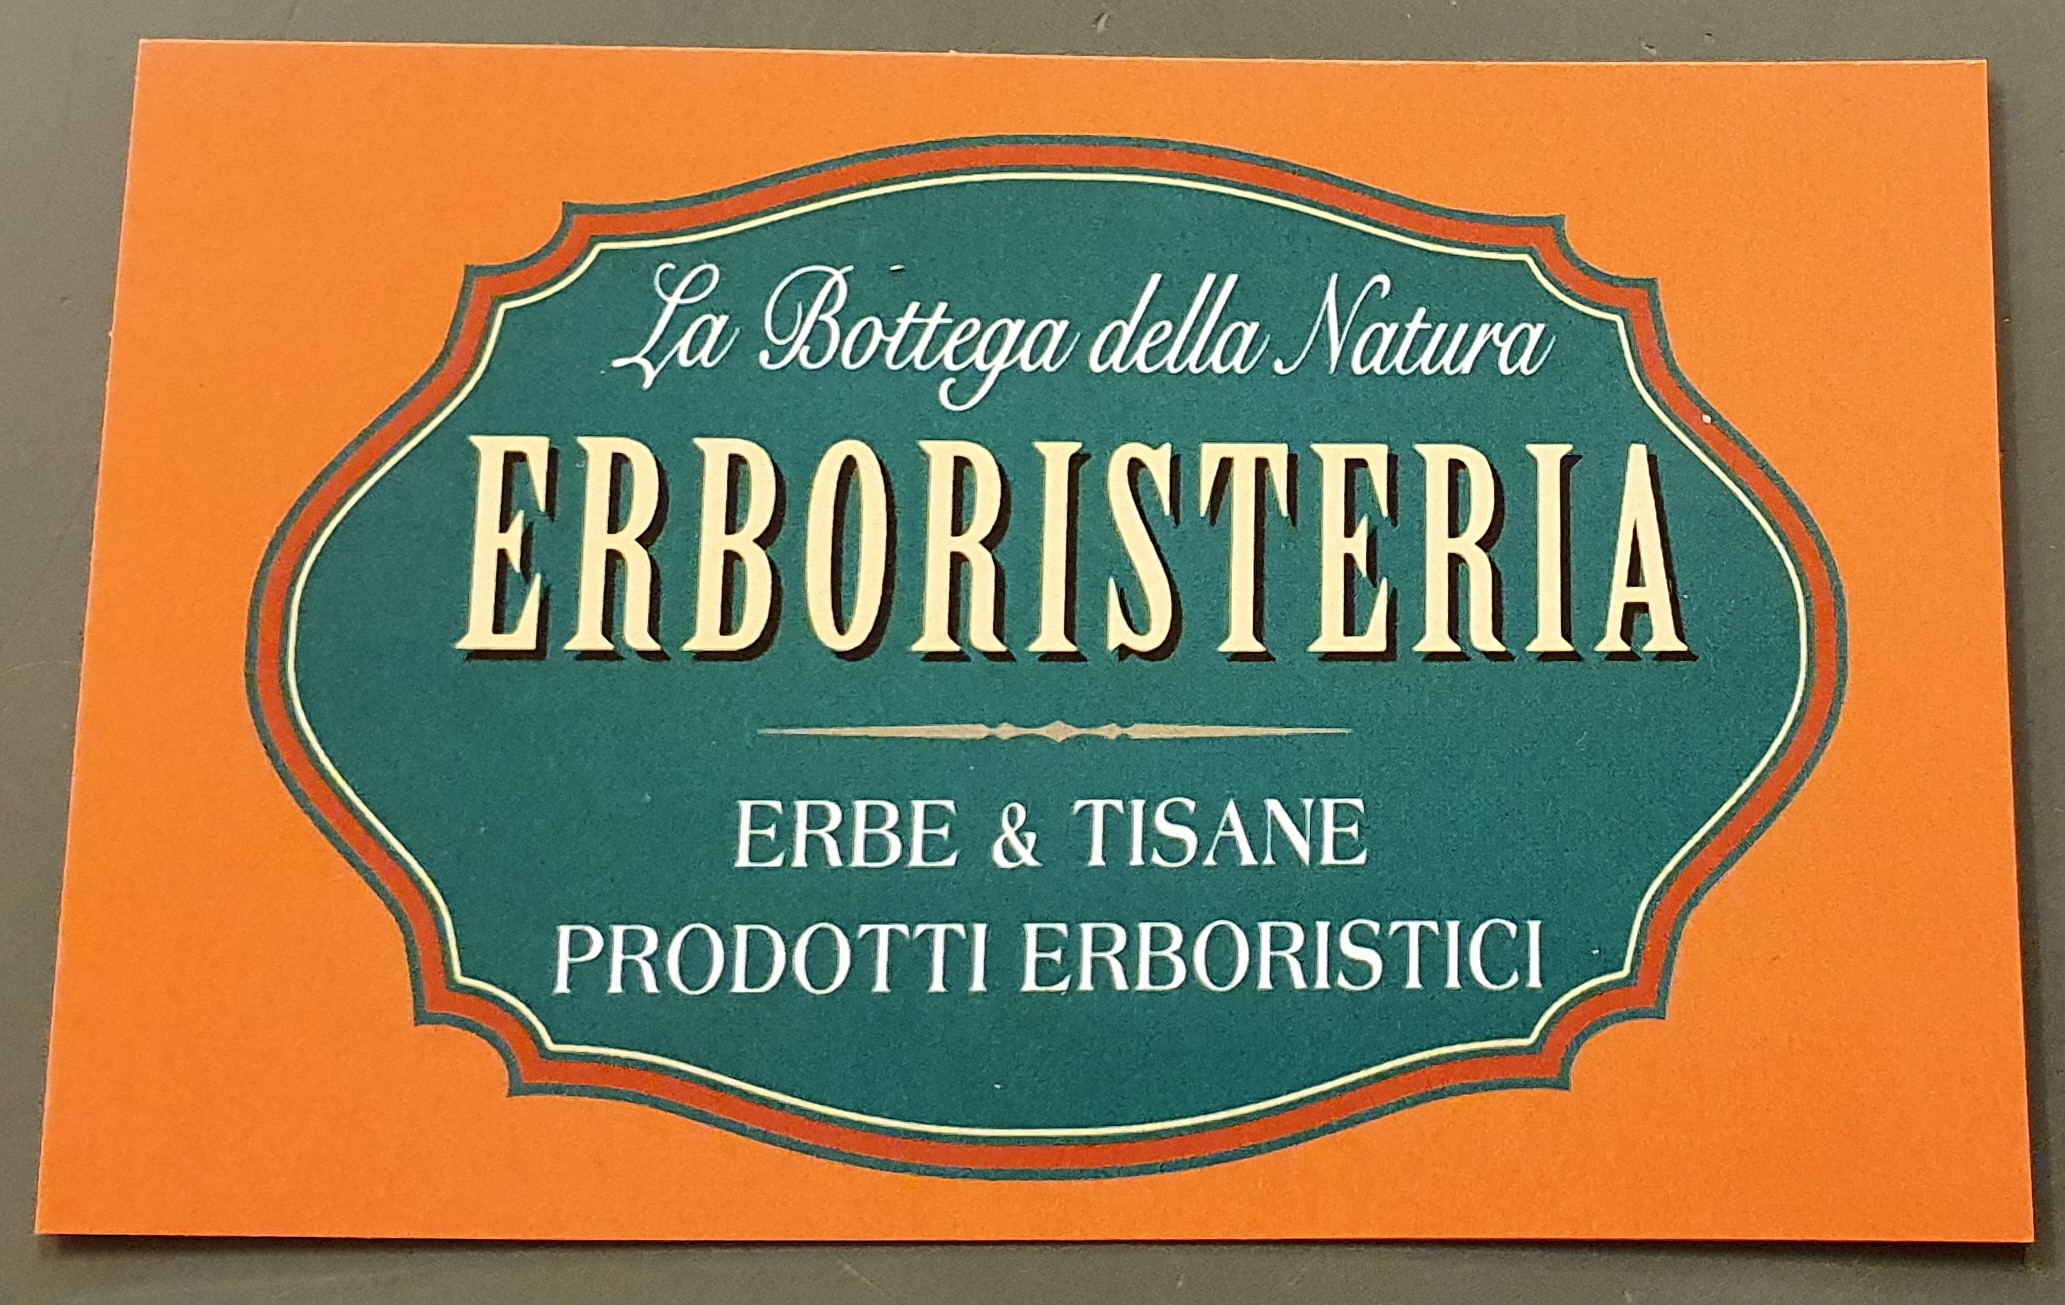 La Bottega della Natura
ERBORISTERIA
ERBE & TISANE
PRODOTTI ERBORISTICI